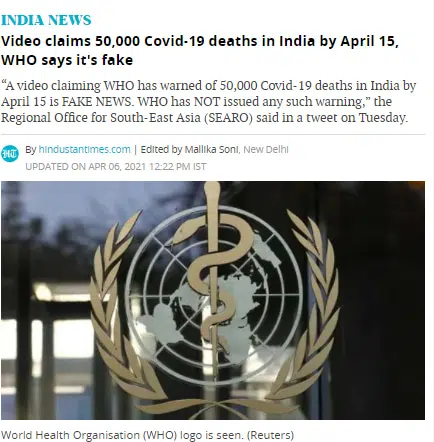 INDIA NEWS
Video claims 50,000 Covid-19 deaths in India by April 15,
WHO says it's fake
“A video claiming WHO has warned of 50,000 Covid-19 deaths in India by
April 15 is FAKE NEWS. WHO has NOT issued any such warning,” the
Regional Office for South-East Asia (SEARO) said in a tweet on Tuesday.
HT
By hindustantimes.com | Edited by Mallika Soni, New Delhi
UPDATED ON APR 06, 2021 12:22 PM IST
World Health Organisation (WHO) logo is seen. (Reuters)